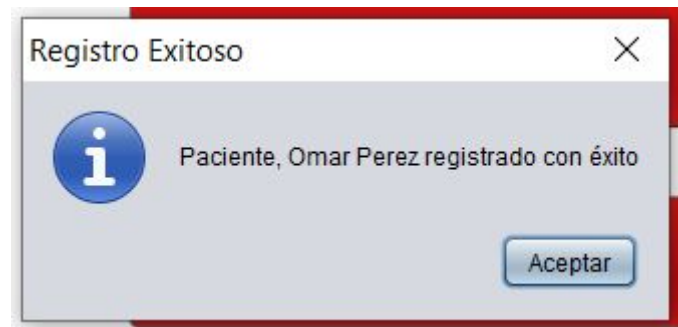 Registro Exitoso
Paciente, Omar Perez registrado con éxito
Aceptar